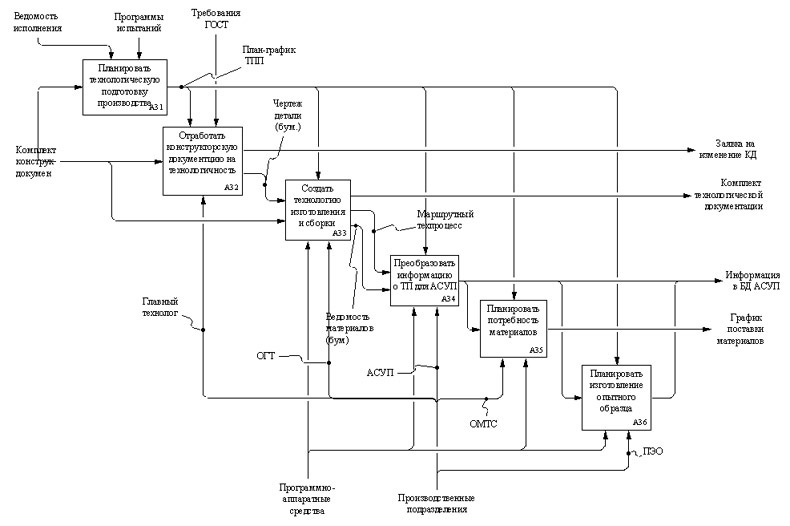 Ведомость
исполнения
Программы
испытаний
Требования
ГОСТ
План-график
ТПП
Планировать
технологическую
подготовку
производства
А31
Чертеж
детали
(бум.)
Отработать
конструкторскую
документцию на
технологичность
А32
Комплект
конструк-
докумен
Заявка на
изменение КД
Создать
технологию
изготовления
и сборки
А33
Комплект
технологической
документации
Маршрутный
техпроцесс
Преобразовать
информацию
о ТП для АСУП
А34
Информация
в БД АСУП
Главный
технолог
Ведомость
материалов
(бум)
Планировать
потребность
материалов
А35
График
поставки
материалов
ОГТ
АСУП
Планировать
изготовление
опытного
образца
А36
ОМТС
ПЭО
Программно-
аппаратные
средства
Производственные
подразделения